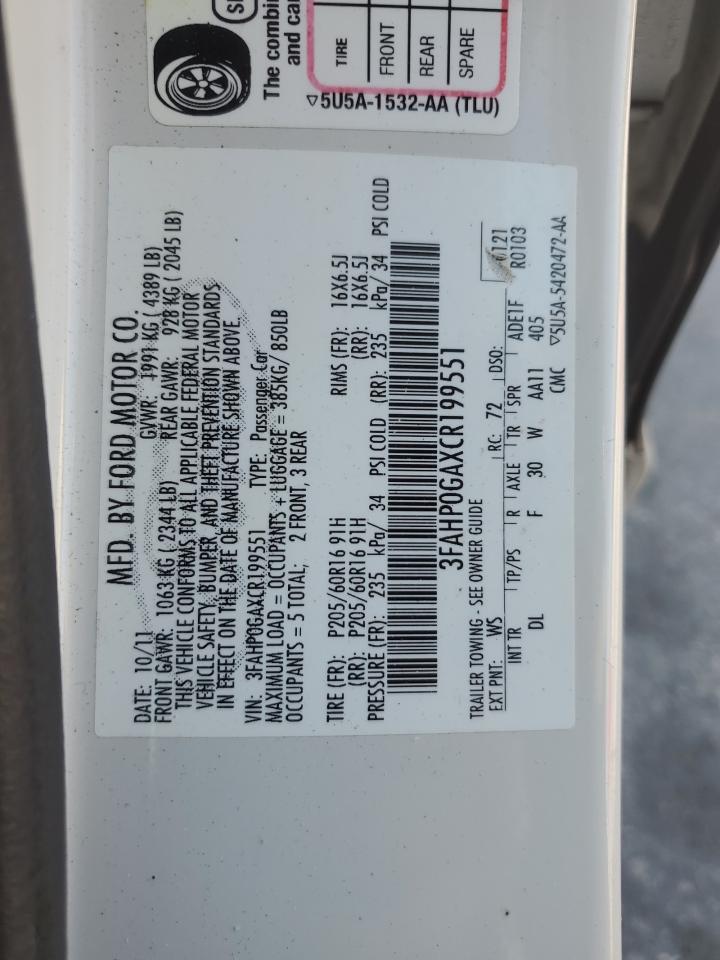 The combin
and car
TIRE
FRONT
REAR
SPARE
▽5U5A-1532-AA (TLU)
MFD. BY FORD MOTOR CO.
DATE: 10/11 GVWR: 1991 KG ( 4389 LB)
FRONT GAWR: 1063 KG ( 2344 LB) REAR GAWR: 928 KG ( 2045 LB)
THIS VEHICLE CONFORMS TO ALL APPLICABLE FEDERAL MOTOR
VEHICLE SAFETY, BUMPER, AND THEFT PREVENTION STANDARDS
IN EFFECT ON THE DATE OF MANUFACTURE SHOWN ABOVE.
VIN: 3FAHP0GAXCR199551 TYPE: Passenger Car
MAXIMUM LOAD = OCCUPANTS + LUGGAGE = 385KG/ 850LB
OCCUPANTS = 5 TOTAL; 2 FRONT, 3 REAR
TIRE (FR): P205/60R16 91H RIMS (FR): 16X6.5J
(RR): P205/60R16 91H (RR): 16X6.5J
PRESSURE (FR): 235 kPa/ 34 PSI COLD (RR): 235 kPa/ 34 PSI COLD
3FAHP0GAXCR199551
TRAILER TOWING - SEE OWNER GUIDE
EXT PNT: WS RC: 72 DSO:
R0103
INT TR TP/PS R AXLE TR SPR ADE1F
DL F 30 W AA11 405
CMC ▽5U5A-5420472-AA